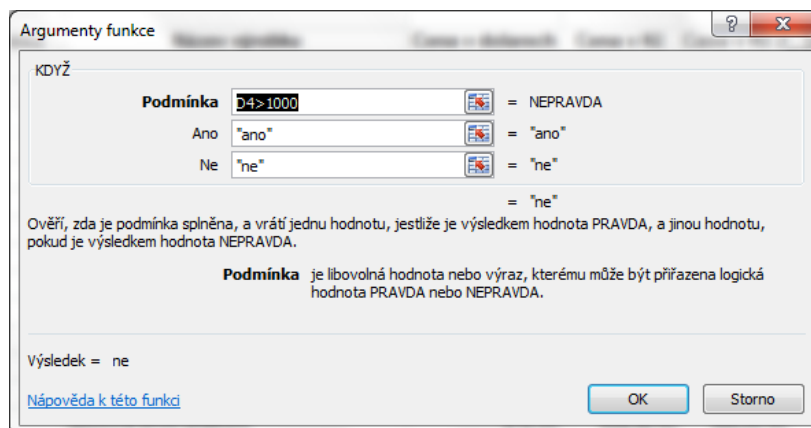 Argumenty funkce
KDYŽ
Podmínka D4>1000 = NEPRAVDA
Ano "ano" = "ano"
Ne "ne" = "ne"
= "ne"
Ověří, zda je podmínka splněna, a vrátí jednu hodnotu, jestliže je výsledkem hodnota PRAVDA, a jinou hodnotu,
pokud je výsledkem hodnota NEPRAVDA.
Podmínka je libovolná hodnota nebo výraz, kterému může být přiřazena logická
hodnota PRAVDA nebo NEPRAVDA.
Výsledek = ne
Nápověda k této funkci
OK Storno